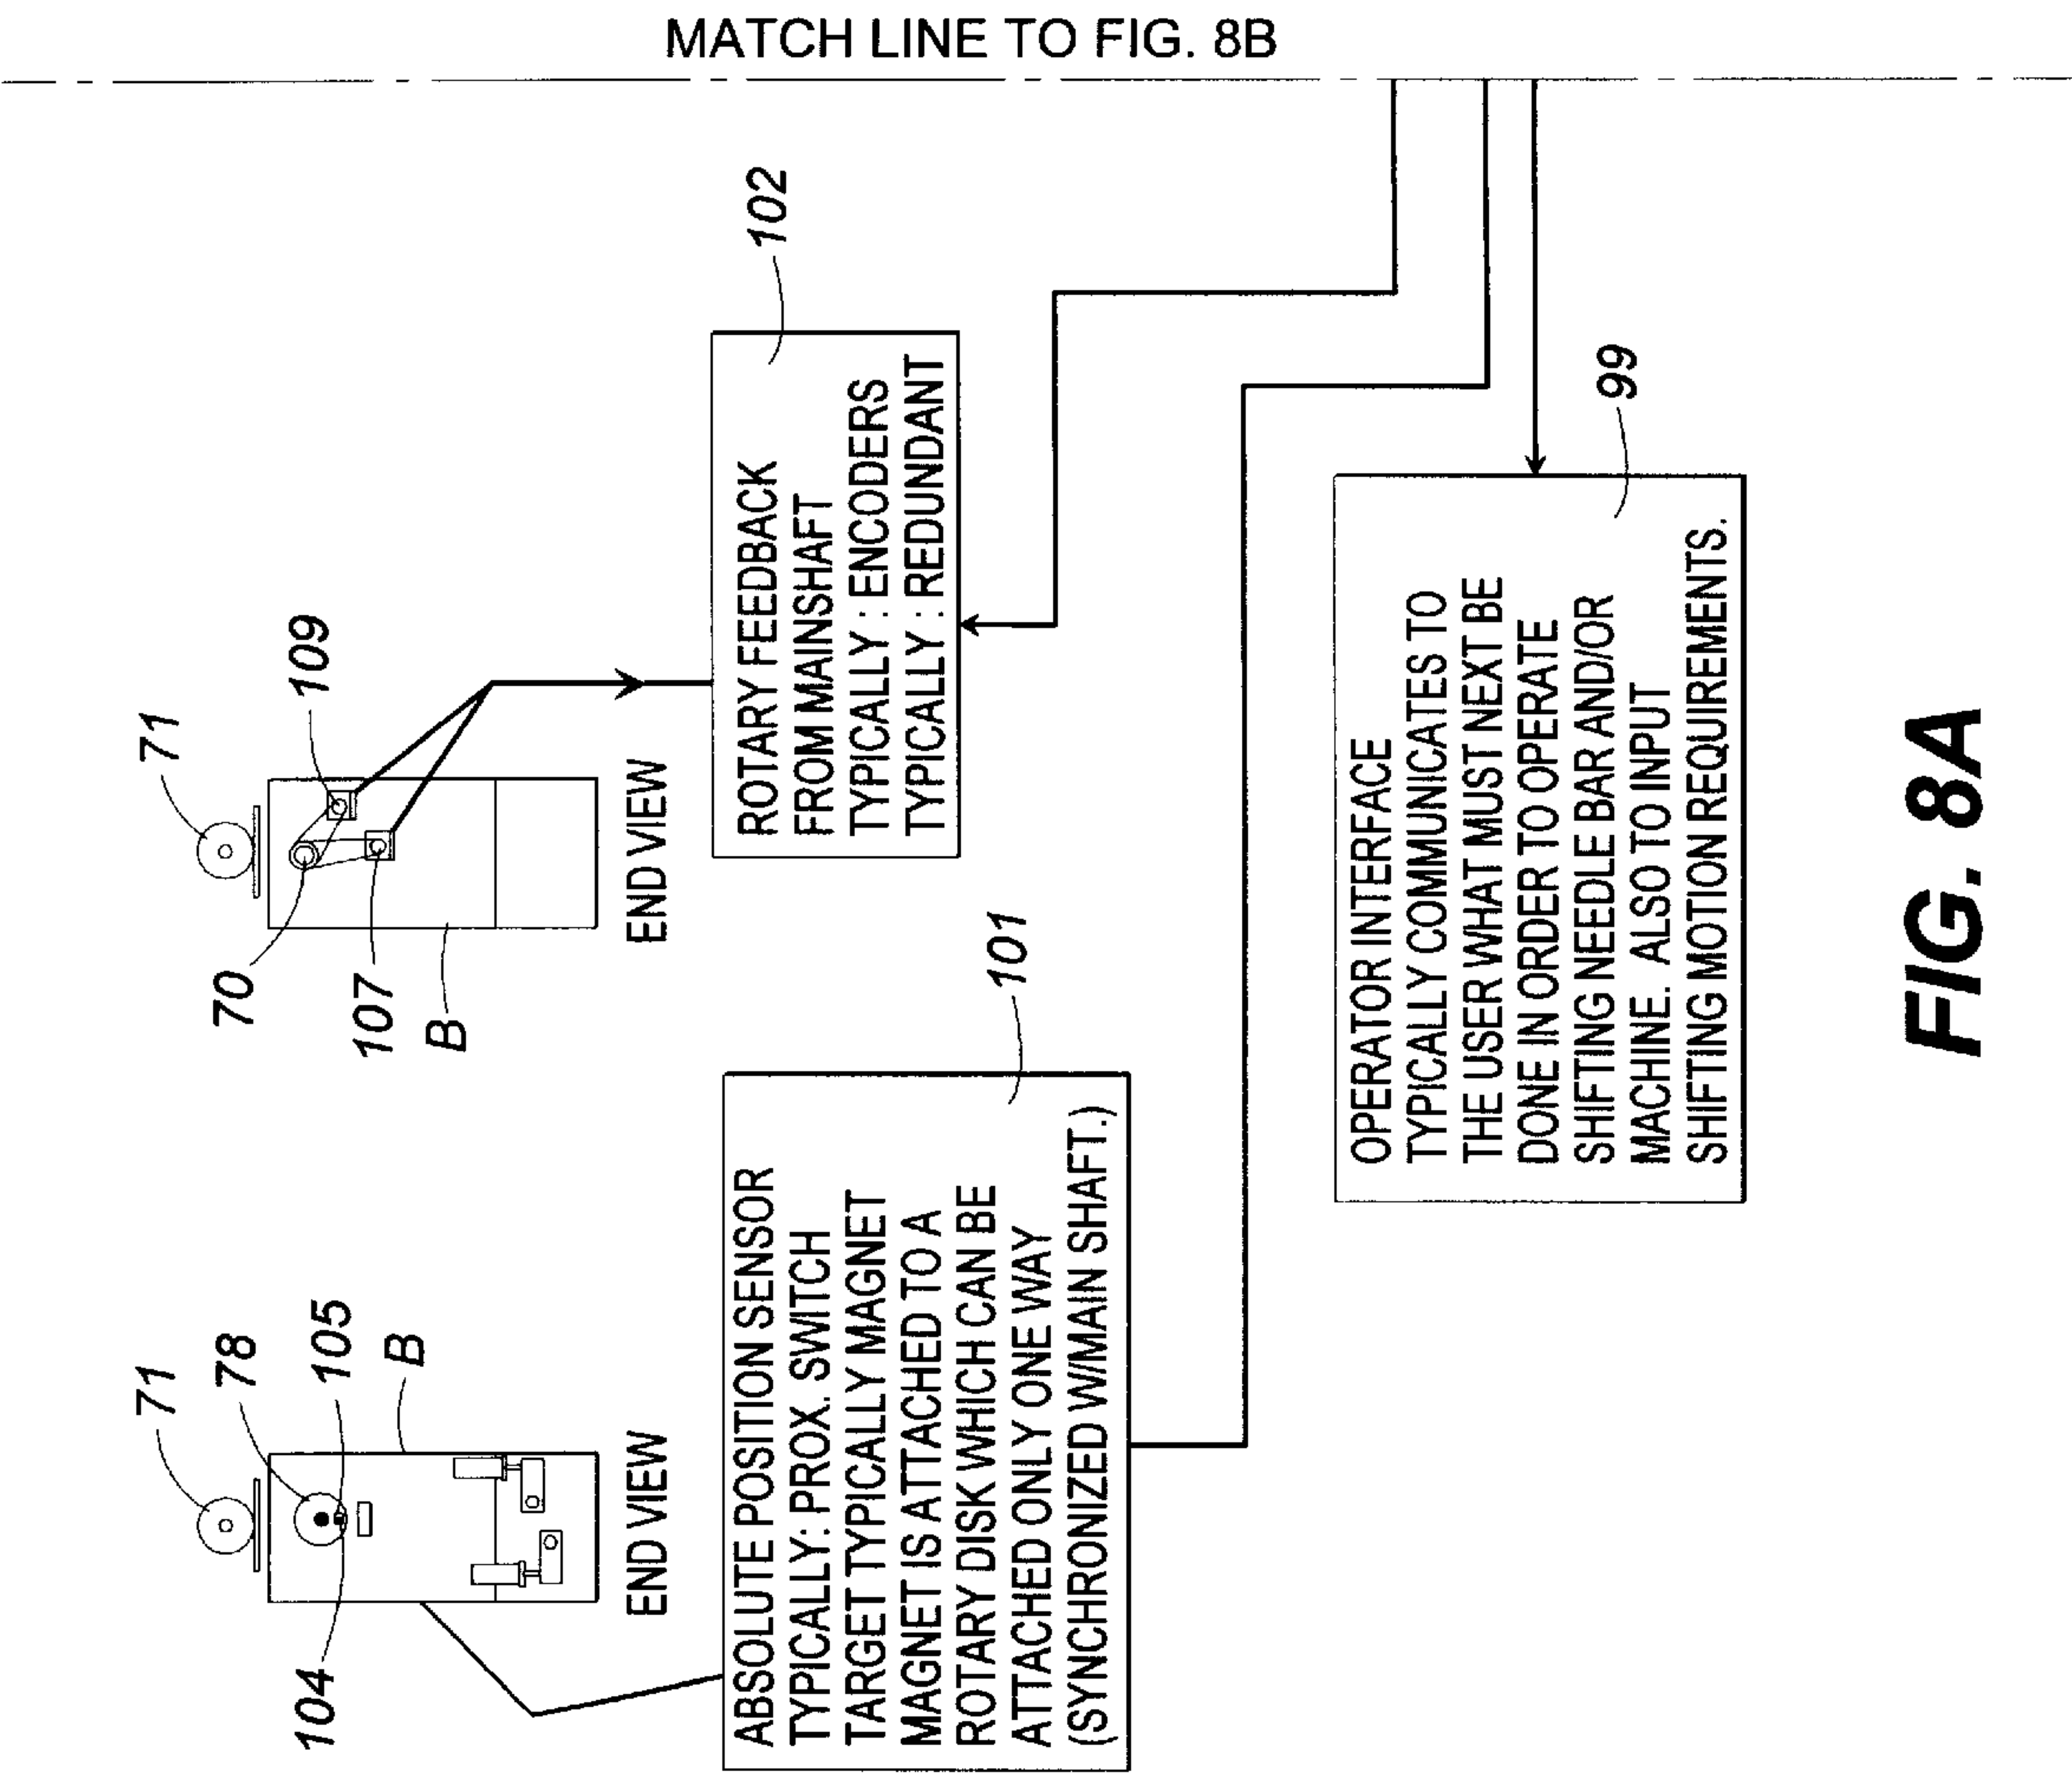 MATCH LINE TO FIG. 8B
71
78
105
B
104
END VIEW
71
109
70
107
B
END VIEW
101
ABSOLUTE POSITION SENSOR
TYPICALLY: PROX. SWITCH
TARGET TYPICALLY MAGNET
MAGNET IS ATTACHED TO A
ROTARY DISK WHICH CAN BE
ATTACHED ONLY ONE WAY
(SYNCHRONIZED W/MAIN SHAFT.)
102
ROTARY FEEDBACK
FROM MAINSHAFT
TYPICALLY : ENCODERS
TYPICALLY : REDUNDANT
99
OPERATOR INTERFACE
TYPICALLY COMMUNICATES TO
THE USER WHAT MUST NEXT BE
DONE IN ORDER TO OPERATE
SHIFTING NEEDLE BAR AND/OR
MACHINE. ALSO TO INPUT
SHIFTING MOTION REQUIREMENTS.
FIG. 8A